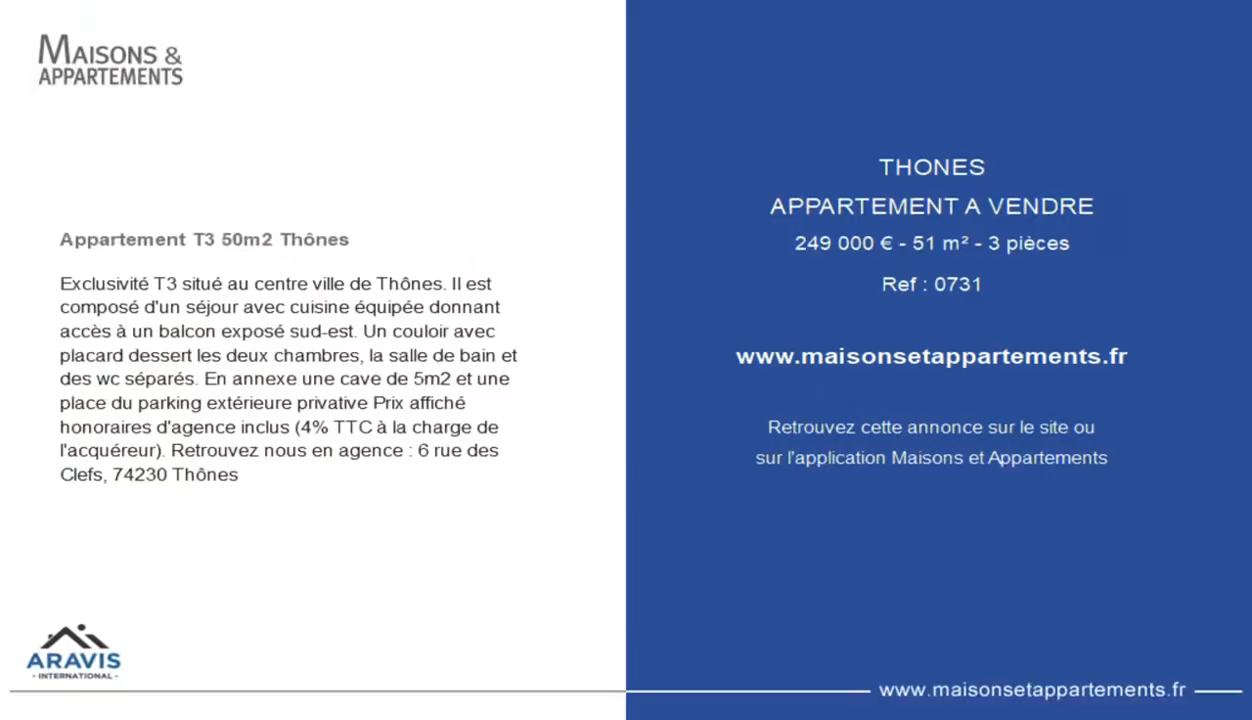 MAISONS &
APPARTEMENTS
Appartement T3 50m2 Thônes
Exclusivité T3 situé au centre ville de Thônes. Il est
composé d'un séjour avec cuisine équipée donnant
accès à un balcon exposé sud-est. Un couloir avec
placard dessert les deux chambres, la salle de bain et
des wc séparés. En annexe une cave de 5m2 et une
place du parking extérieure privative Prix affiché
honoraires d'agence inclus (4% TTC à la charge de
l'acquéreur). Retrouvez nous en agence : 6 rue des
Clefs, 74230 Thônes
ARAVIS
- INTERNATIONAL -
THONES
APPARTEMENT A VENDRE
249 000 € - 51 m² - 3 pièces
Ref : 0731
www.maisonsetappartements.fr
Retrouvez cette annonce sur le site ou
sur l'application Maisons et Appartements
www.maisonsetappartements.fr